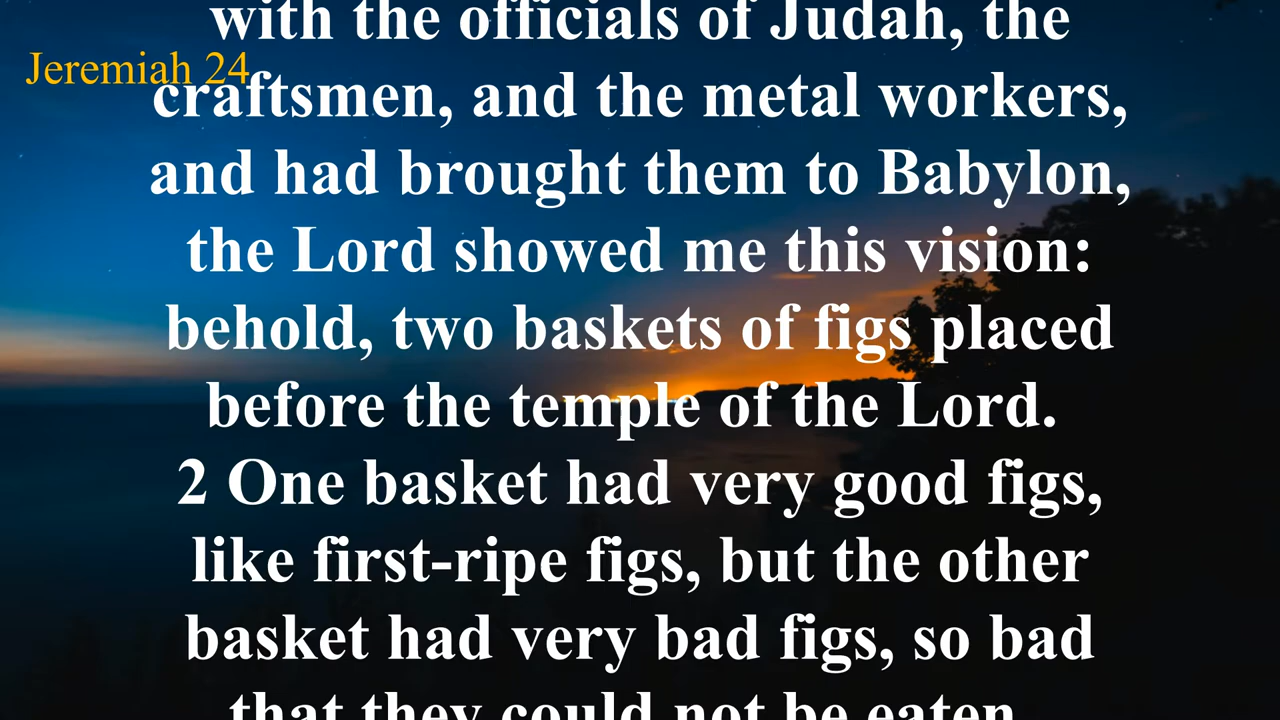 with the officials of Judah, the
Jeremiah 24
craftsmen, and the metal workers,
and had brought them to Babylon,
the Lord showed me this vision:
behold, two baskets of figs placed
before the temple of the Lord.
2 One basket had very good figs,
like first-ripe figs, but the other
basket had very bad figs, so bad
that they could not be eaten.